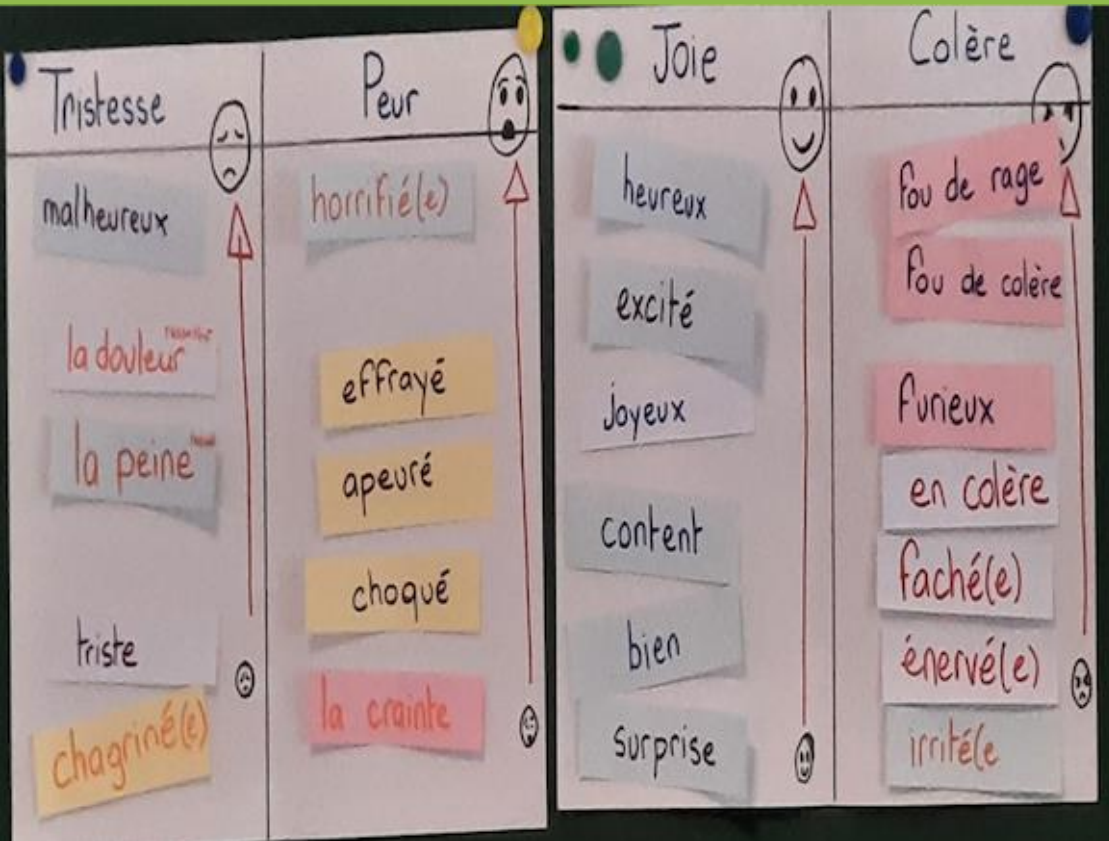 Tristesse
malheureux
la douleur
la peine
triste
chagriné(e)
Peur
horrifié(e)
effrayé
apeuré
choqué
la crainte
Joie
heureux
excité
joyeux
content
bien
surprise
Colère
fou de rage
fou de colère
furieux
en colère
faché(e)
énervé(e)
irrité(e